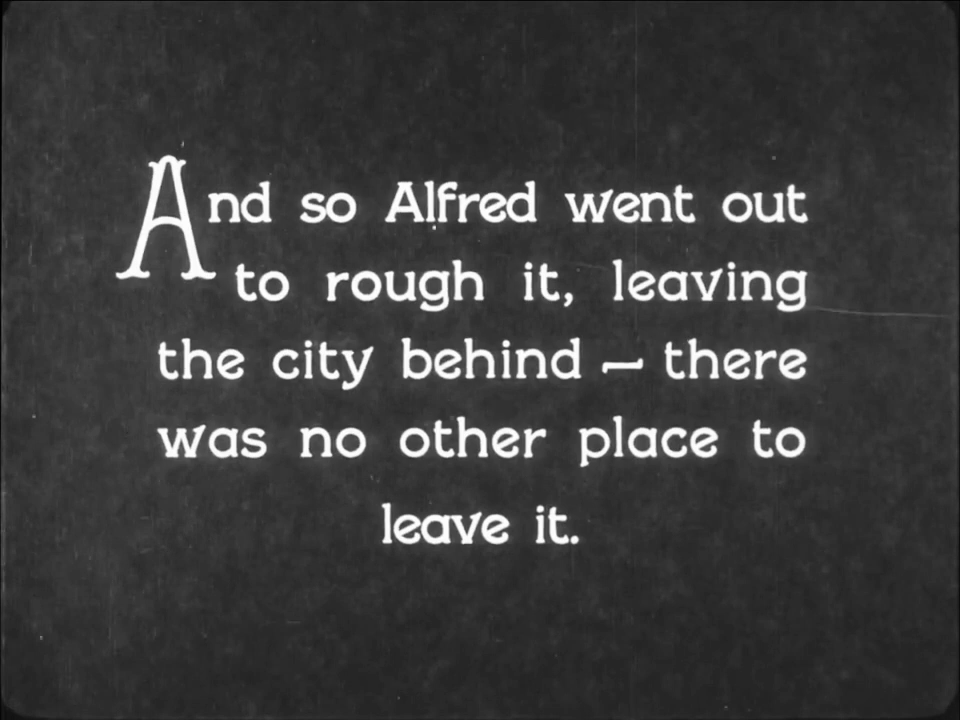 And so Alfred went out
to rough it, leaving
the city behind — there
was no other place to
leave it.